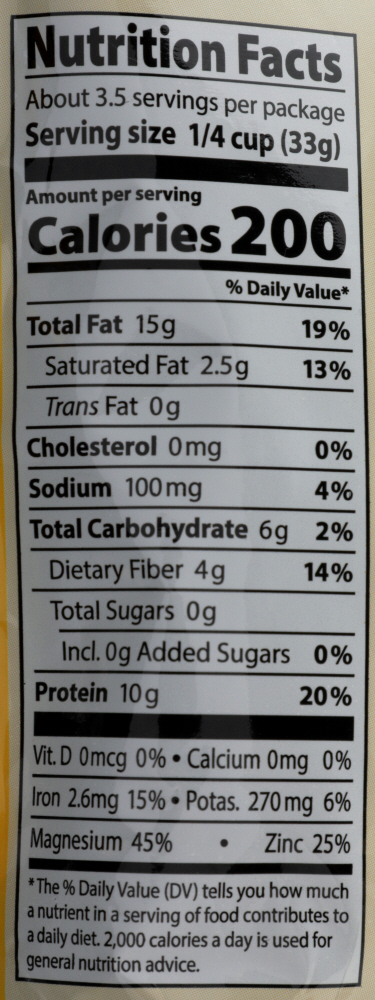 Nutrition Facts
About 3.5 servings per package
Serving size 1/4 cup (33g)
Amount per serving
Calories 200
% Daily Value*
Total Fat 15g 19%
Saturated Fat 2.5g 13%
Trans Fat 0g
Cholesterol 0mg 0%
Sodium 100mg 4%
Total Carbohydrate 6g 2%
Dietary Fiber 4g 14%
Total Sugars 0g
Incl. 0g Added Sugars 0%
Protein 10g 20%
Vit. D 0mcg 0% • Calcium 0mg 0%
Iron 2.6mg 15% • Potas. 270mg 6%
Magnesium 45% • Zinc 25%
*The % Daily Value (DV) tells you how much
a nutrient in a serving of food contributes to
a daily diet. 2,000 calories a day is used for
general nutrition advice.